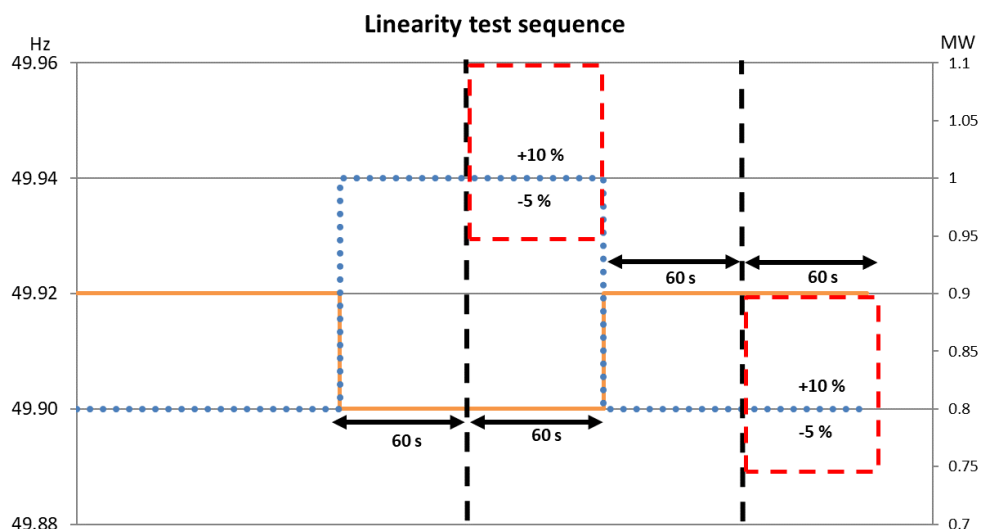 Linearity test sequence
Hz
MW
49.96
1.1
1.05
+10 %
49.94
1
-5 %
0.95
60 s
60 s
49.92
0.9
0.85
+10 %
49.90
0.8
-5 %
60 s
60 s
0.75
49.88
0.7